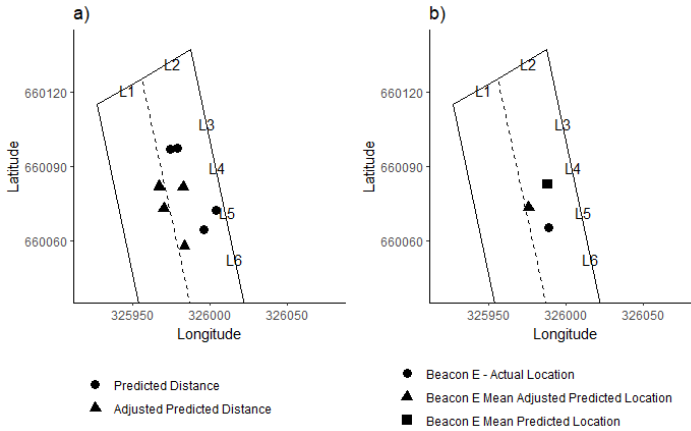 a)
b)
L2
L1
L3
L4
L5
L6
660120
660090
660060
Latitude
325950
326000
326050
Longitude
L2
L1
L3
L4
L5
L6
660120
660090
660060
Latitude
325950
326000
326050
Longitude
Predicted Distance
Adjusted Predicted Distance
Beacon E - Actual Location
Beacon E Mean Adjusted Predicted Location
Beacon E Mean Predicted Location